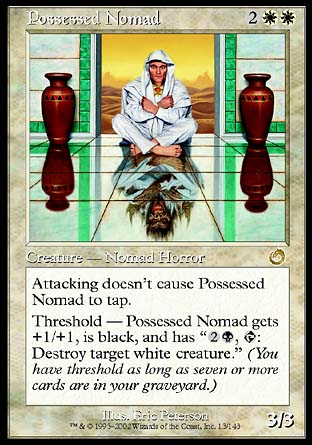 Possessed Nomad 2
Creature — Nomad Horror
Attacking doesn't cause Possessed
Nomad to tap.
Threshold — Possessed Nomad gets
+1/+1, is black, and has "2 , :
Destroy target white creature." (You
have threshold as long as seven or more
cards are in your graveyard.)
3/3
Illus. Eric Peterson
™ & © 1993-2002 Wizards of the Coast, Inc. 13/143